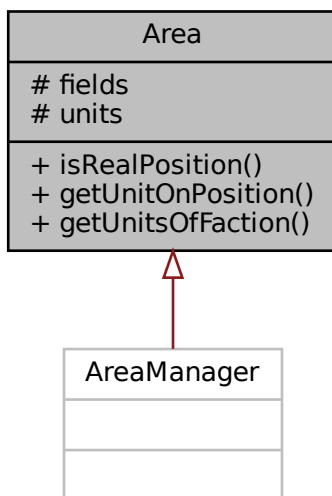 Area
# fields
# units
+ isRealPosition()
+ getUnitOnPosition()
+ getUnitsOfFaction()
AreaManager